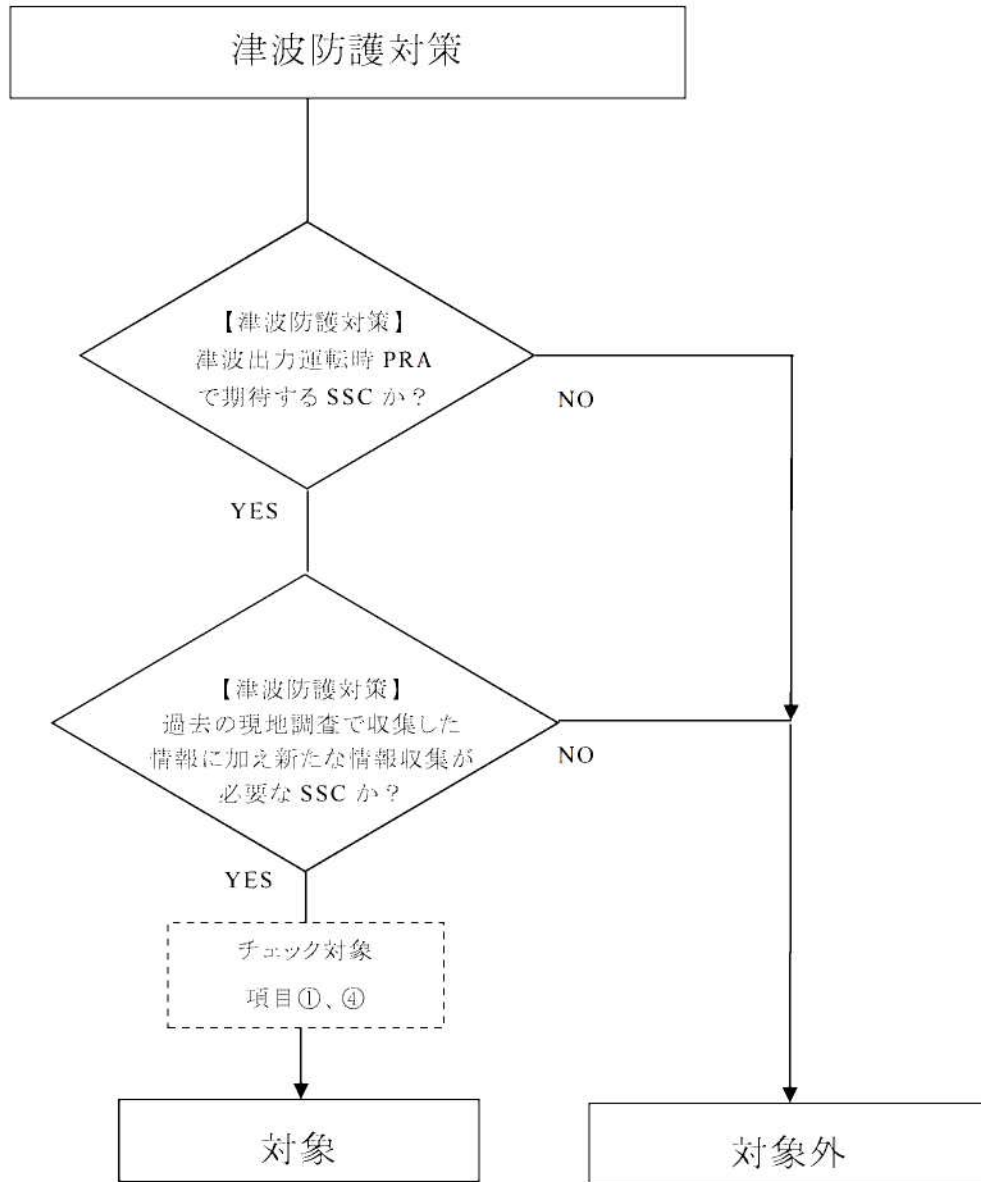 津波防護対策
【津波防護対策】
津波出力運転時 PRA
で期待する SSC か？
NO
YES
【津波防護対策】
過去の現地調査で収集した
情報に加え新たな情報収集が
必要な SSC か？
NO
YES
チェック対象
項目①、④
対象
対象外